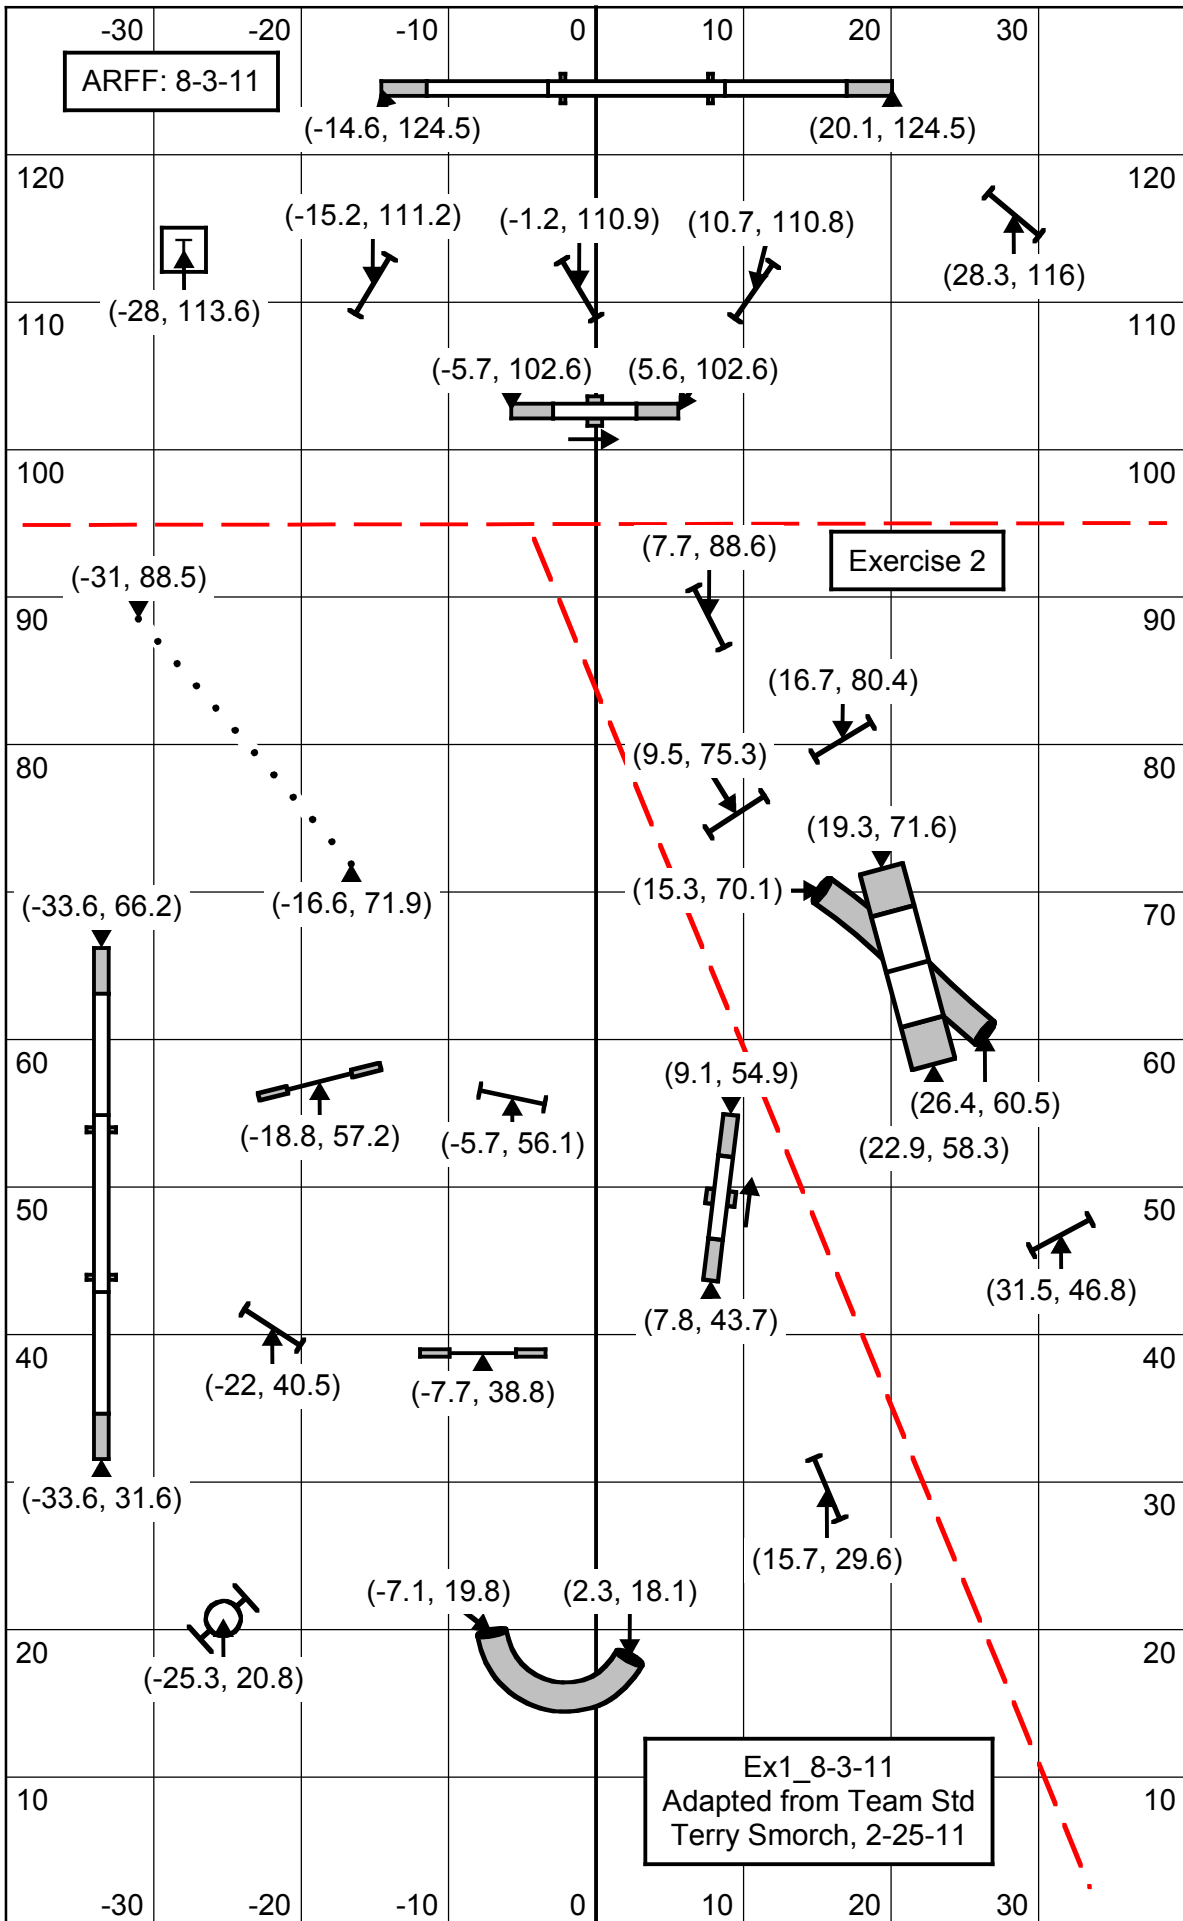 -30 -20 -10 0 10 20 30
ARFF: 8-3-11
(-14.6, 124.5) (20.1, 124.5)
120 120
(-15.2, 111.2) (-1.2, 110.9) (10.7, 110.8)
(28.3, 116)
(-28, 113.6)
110 110
(-5.7, 102.6) (5.6, 102.6)
100 100
(7.7, 88.6)
Exercise 2
(-31, 88.5)
90 90
(16.7, 80.4)
(9.5, 75.3)
80 80
(19.3, 71.6)
(15.3, 70.1)
(-33.6, 66.2) (-16.6, 71.9)
70 70
60 60
(9.1, 54.9)
(26.4, 60.5)
(-18.8, 57.2) (-5.7, 56.1)
(22.9, 58.3)
50 50
(31.5, 46.8)
(7.8, 43.7)
40 40
(-22, 40.5) (-7.7, 38.8)
(-33.6, 31.6)
30 30
(15.7, 29.6)
(-7.1, 19.8) (2.3, 18.1)
20 20
(-25.3, 20.8)
Ex1_8-3-11
Adapted from Team Std
Terry Smorch, 2-25-11
10 10
-30 -20 -10 0 10 20 30